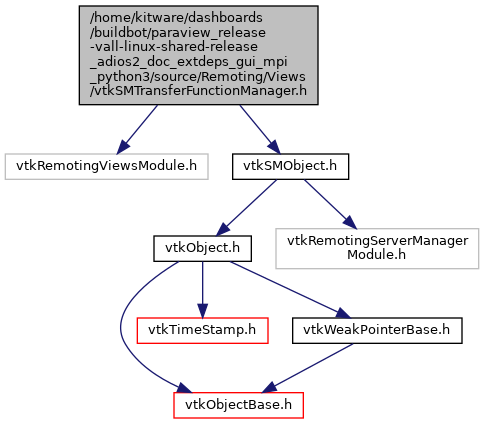 /home/kitware/dashboards
/buildbot/paraview_release
-vall-linux-shared-release
_adios2_doc_extdeps_gui_mpi
_python3/source/Remoting/Views
/vtkSMTransferFunctionManager.h
vtkRemotingViewsModule.h
vtkSMObject.h
vtkObject.h
vtkRemotingServerManager
Module.h
vtkTimeStamp.h
vtkWeakPointerBase.h
vtkObjectBase.h